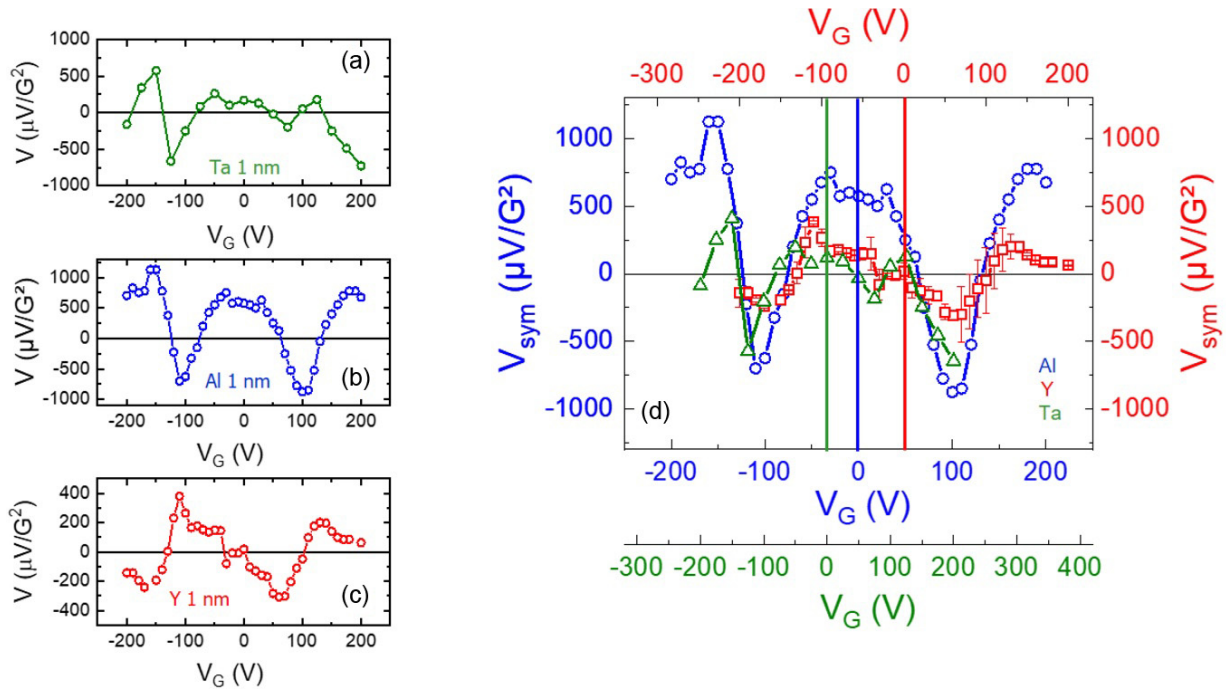 (a)
1000
500
0
-500
-1000
V (μV/G²)
Ta 1 nm
-200 -100 0 100 200
V_G (V)
(b)
1000
500
0
-500
-1000
V (μV/G²)
Al 1 nm
-200 -100 0 100 200
V_G (V)
(c)
400
200
0
-200
-400
V (μV/G²)
Y 1 nm
-200 -100 0 100 200
V_G (V)
V_G (V)
-300 -200 -100 0 100 200
1000
500
0
-500
-1000
V_sym (μV/G²)
1000
500
0
-500
-1000
V_sym (μV/G²)
Al
Y
Ta
(d)
-200 -100 0 100 200
V_G (V)
-300 -200 -100 0 100 200 300 400
V_G (V)